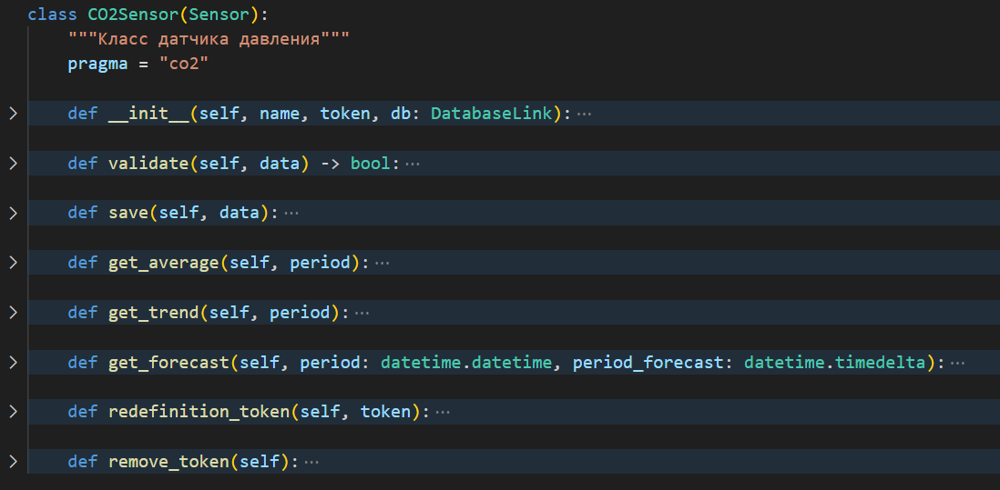 class CO2Sensor(Sensor):
"""Класс датчика давления"""
pragma = "co2"
def __init__(self, name, token, db: DatabaseLink):···
def validate(self, data) -> bool:···
def save(self, data):···
def get_average(self, period):···
def get_trend(self, period):···
def get_forecast(self, period: datetime.datetime, period_forecast: datetime.timedelta):···
def redefinition_token(self, token):···
def remove_token(self):···